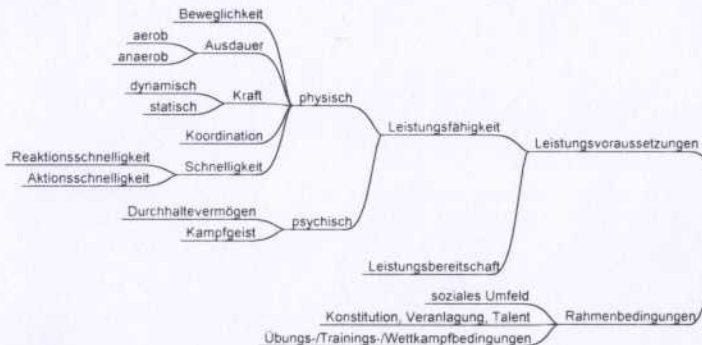 Beweglichkeit
aerob
Ausdauer
anaerob
dynamisch
Kraft
physisch
statisch
Leistungsfähigkeit
Koordination
Leistungsvoraussetzungen
Reaktionsschnelligkeit
Schnelligkeit
Aktionsschnelligkeit
Durchhaltevermögen
psychisch
Kampfgeist
Leistungsbereitschaft
soziales Umfeld
Konstitution, Veranlagung, Talent
Rahmenbedingungen
Übungs-/Trainings-/Wettkampfbedingungen